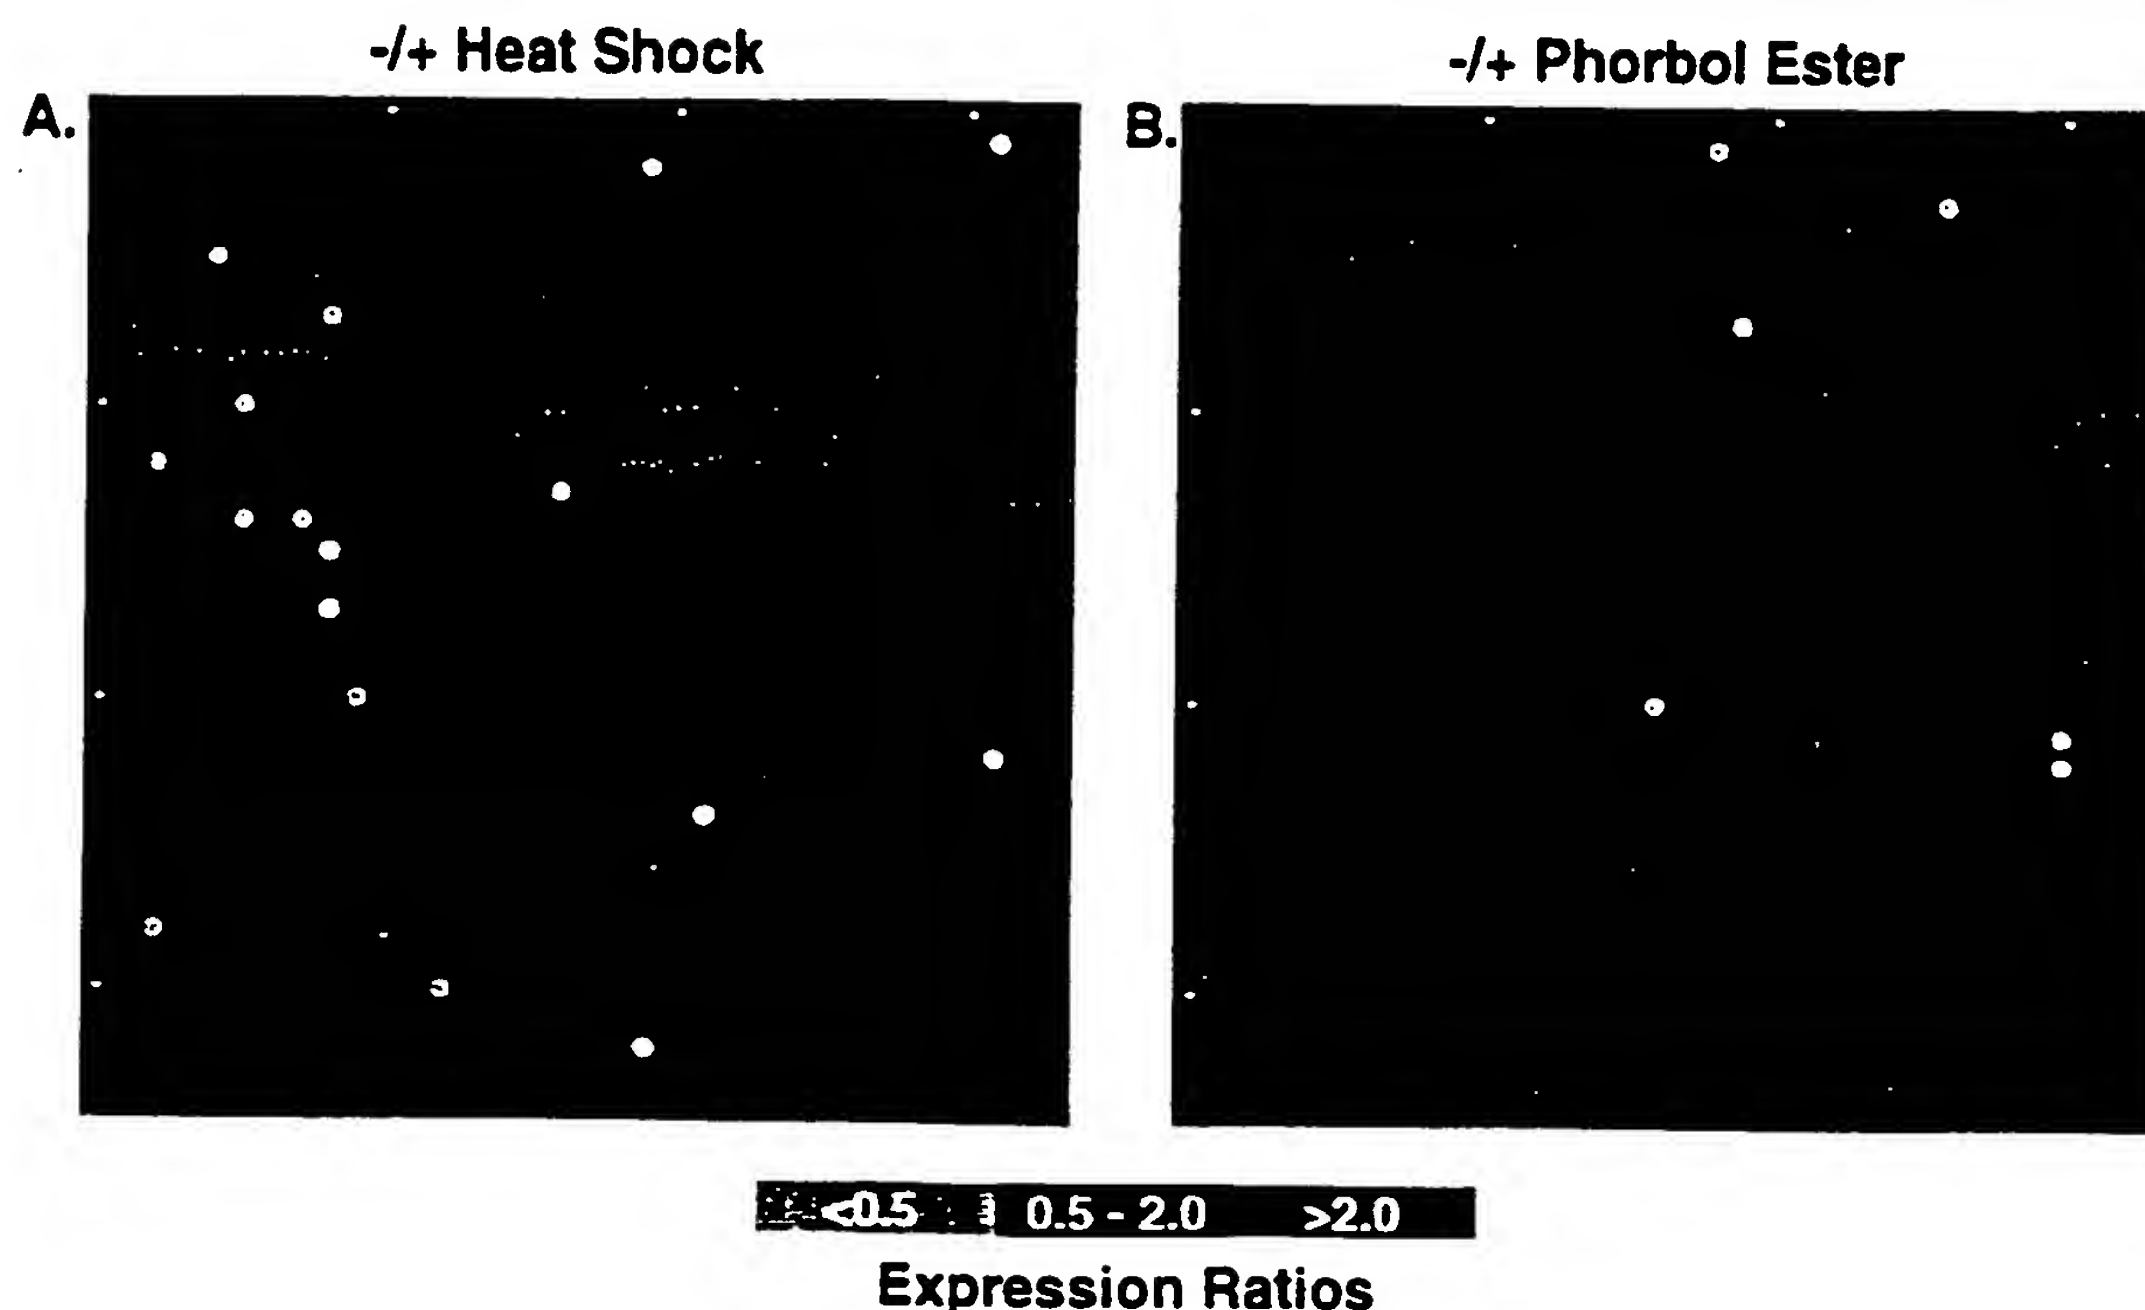 -/+ Heat Shock
-/+ Phorbol Ester
A.
B.
<0.5 0.5 - 2.0 >2.0
Expression Ratios